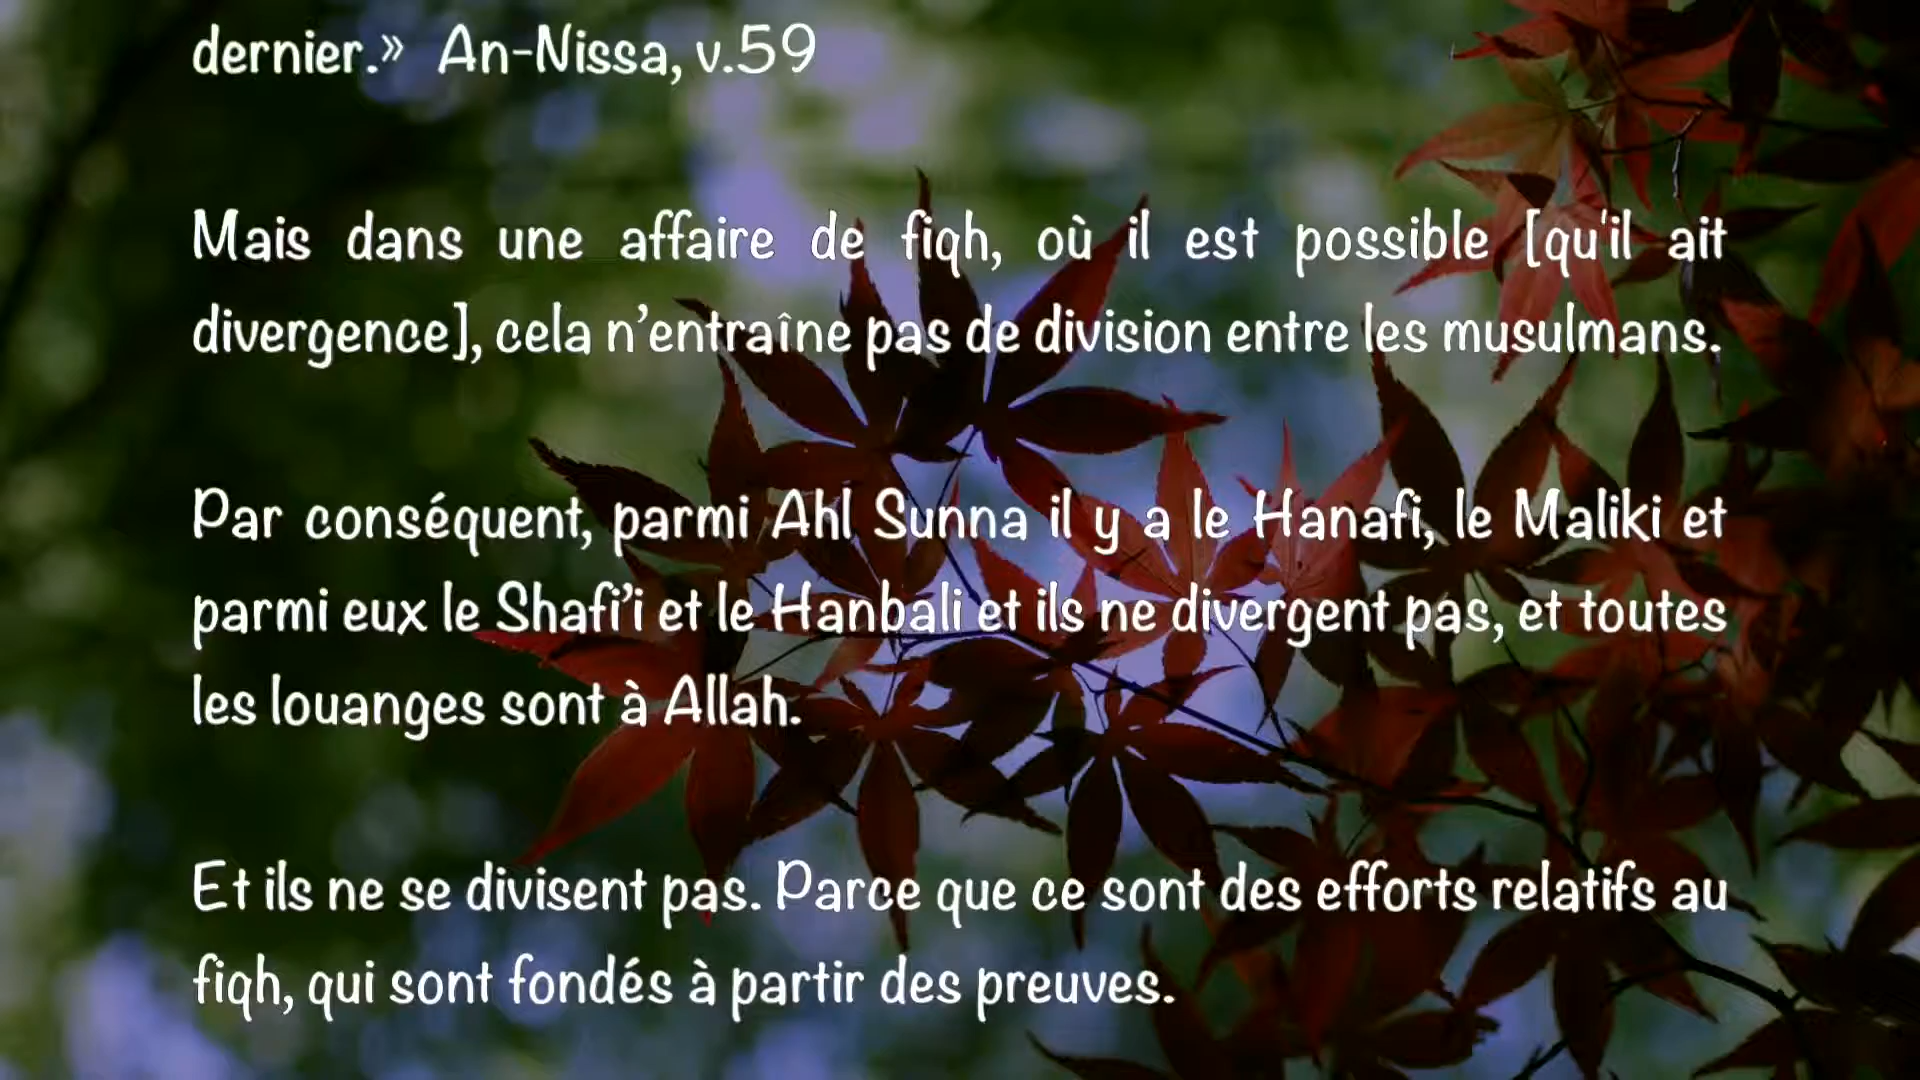 dernier.» An-Nissa, v.59
Mais dans une affaire de fiqh, où il est possible [qu'il ait
divergence], cela n’entraîne pas de division entre les musulmans.
Par conséquent, parmi Ahl Sunna il y a le Hanafi, le Maliki et
parmi eux le Shafi’i et le Hanbali et ils ne divergent pas, et toutes
les louanges sont à Allah.
Et ils ne se divisent pas. Parce que ce sont des efforts relatifs au
fiqh, qui sont fondés à partir des preuves.